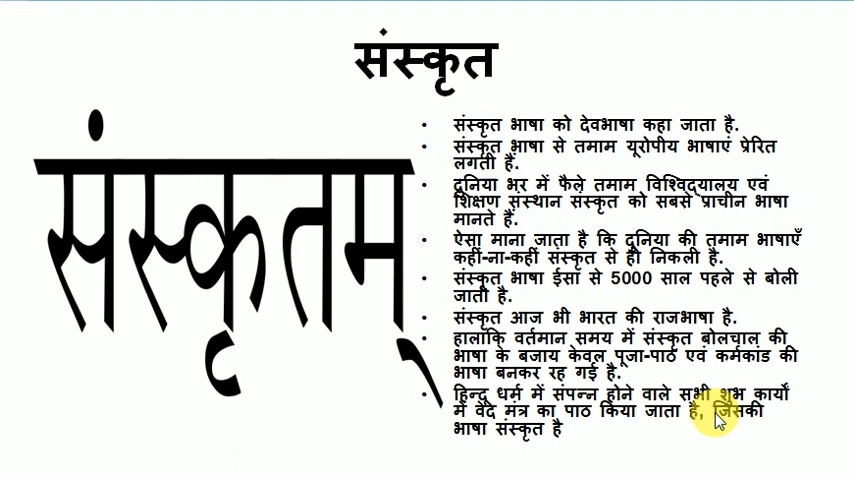 संस्कृत
संस्कृतम्
• संस्कृत भाषा को देवभाषा कहा जाता है.
• संस्कृत भाषा से तमाम यूरोपीय भाषाएं प्रेरित
लगती हैं.
• दुनिया भर में फैले तमाम विश्विद्यालय एवं
शिक्षण संस्थान संस्कृत को सबसे प्राचीन भाषा
मानते है.
• ऐसा माना जाता है कि दुनिया की तमाम भाषाएँ
कहीं-ना-कहीं संस्कृत से ही निकली है.
• संस्कृत भाषा ईसा से 5000 साल पहले से बोली
जाती है.
• संस्कृत आज भी भारत की राजभाषा है.
• हालांकि वर्तमान समय में संस्कृत बोलचाल की
भाषा के बजाय केवल पूजा-पाठ एवं कर्मकांड की
भाषा बनकर रह गई है.
• हिन्दू धर्म में संपन्न होने वाले सभी शुभ कार्यों
में वेद मंत्र का पाठ किया जाता है, जिसकी
भाषा संस्कृत है